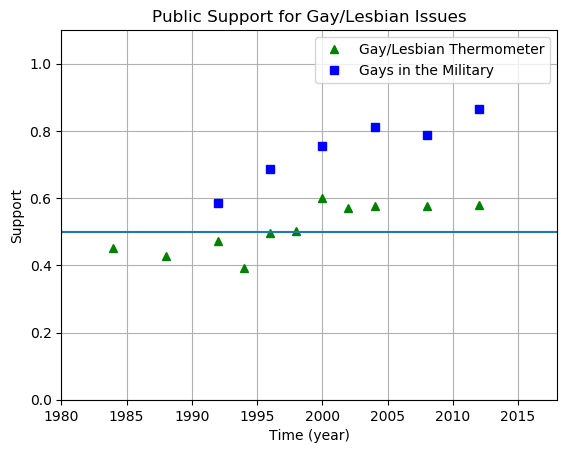 Public Support for Gay/Lesbian Issues
Gay/Lesbian Thermometer
Gays in the Military
Support
1.0
0.8
0.6
0.4
0.2
0.0
1980 1985 1990 1995 2000 2005 2010 2015
Time (year)